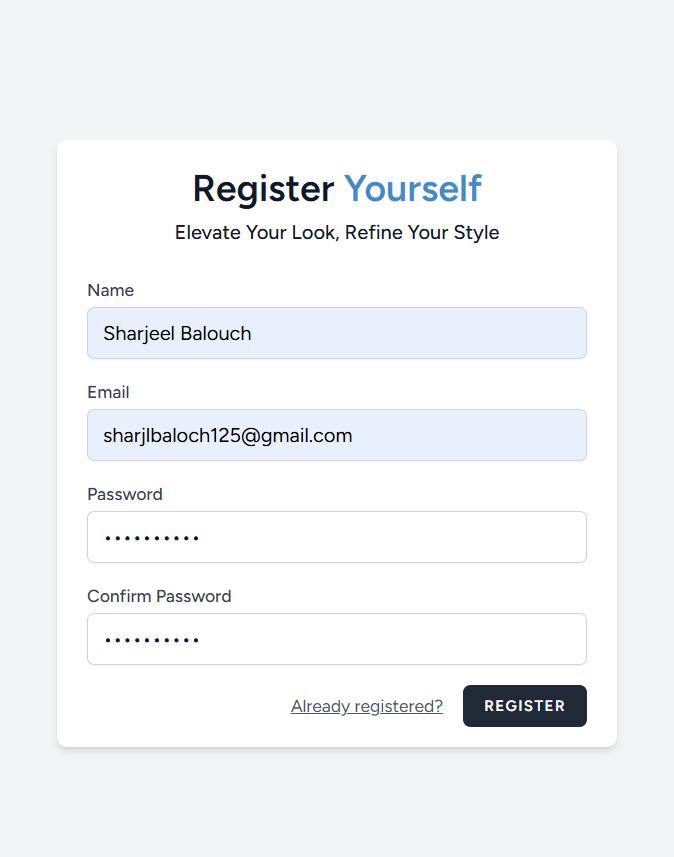 Register Yourself
Elevate Your Look, Refine Your Style
Name
Sharjeel Balouch
Email
sharjlbaloch125@gmail.com
Password
••••••••••
Confirm Password
••••••••••
Already registered? REGISTER